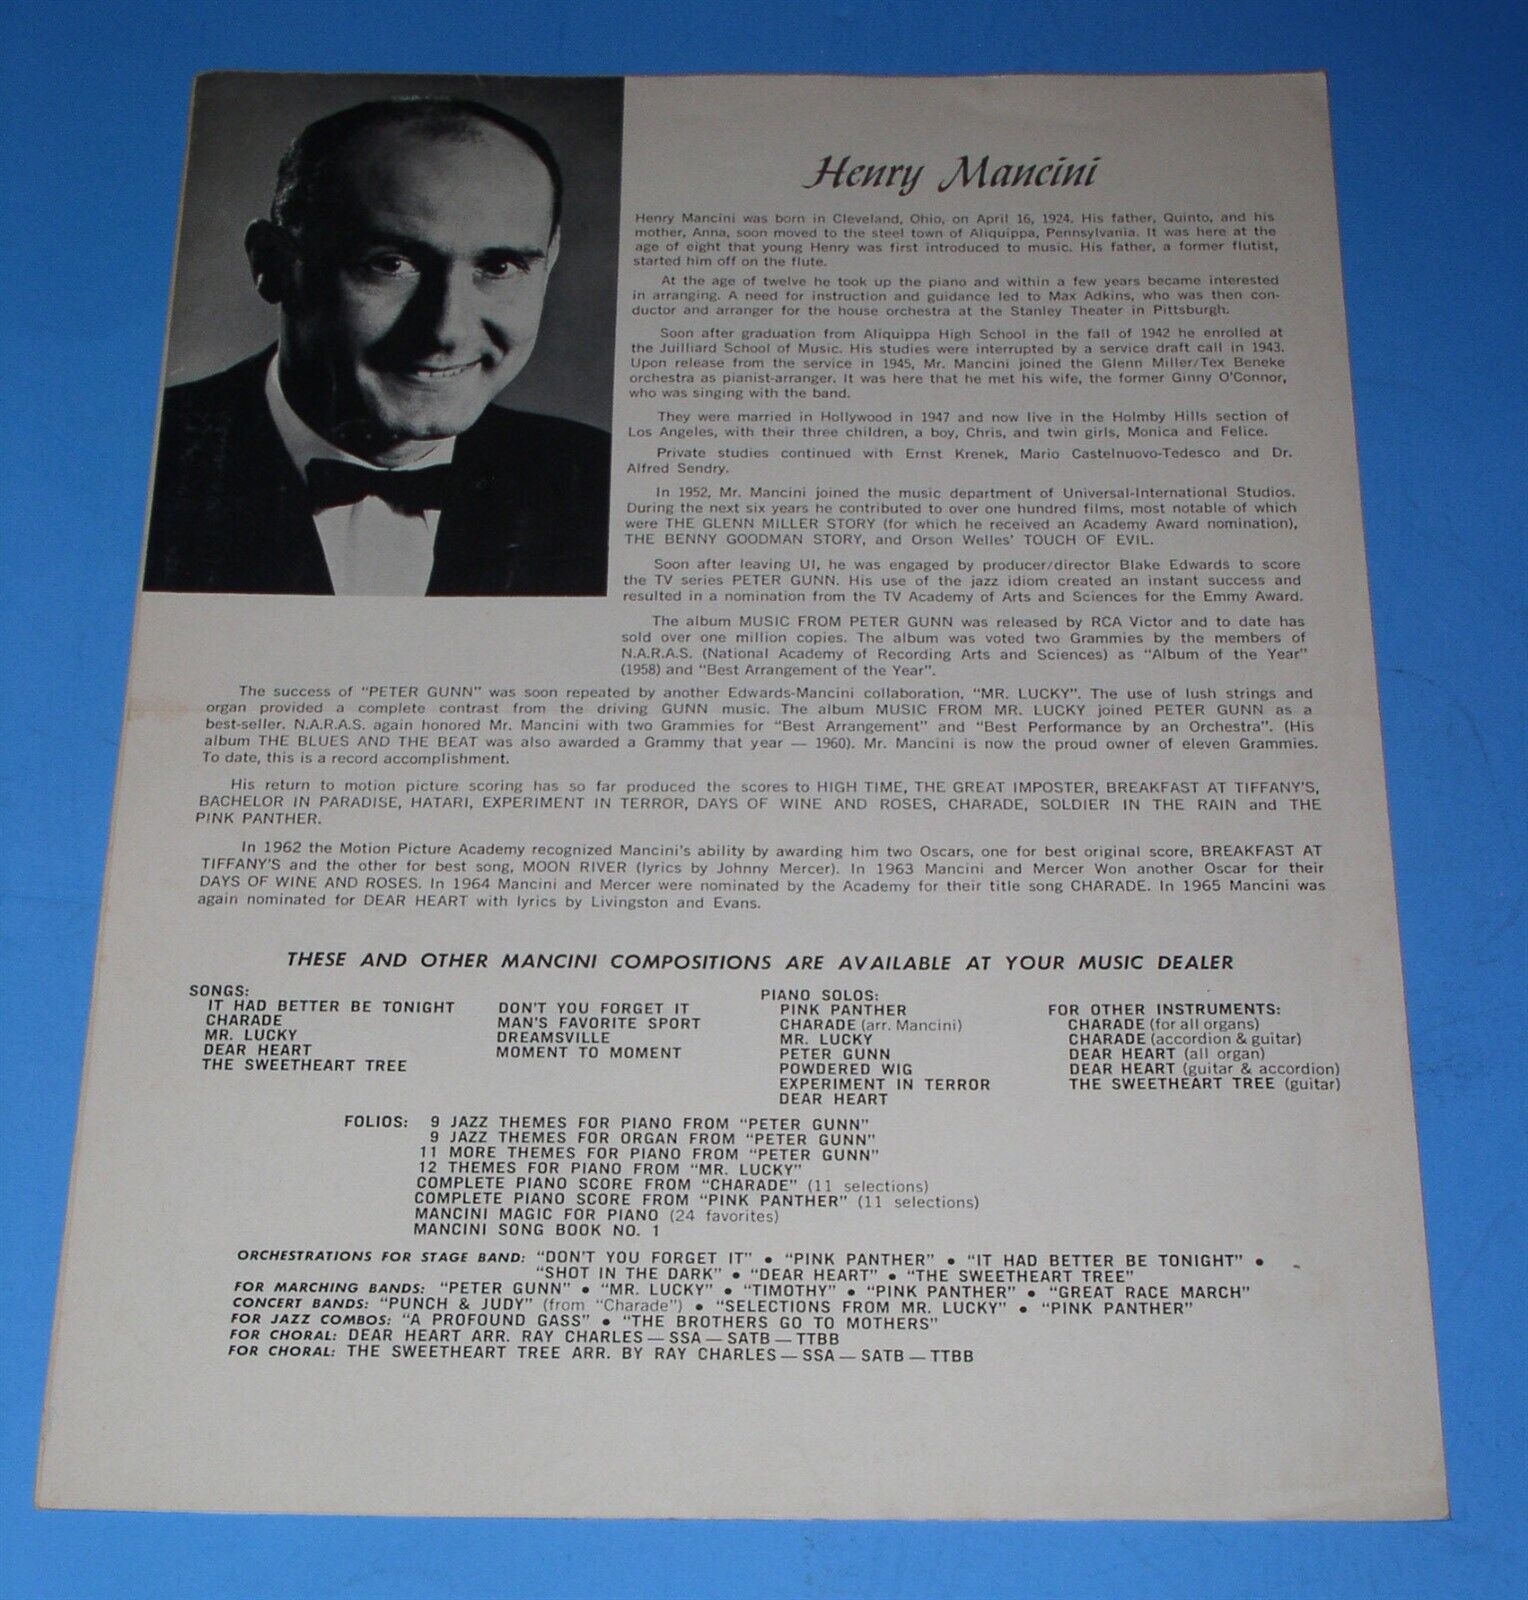 Henry Mancini
Henry Mancini was born in Cleveland, Ohio, on April 16, 1924. His father, Quinto, and his
mother, Anna, soon moved to the steel town of Aliquippa, Pennsylvania. It was here at the
age of eight that young Henry was first introduced to music. His father, a former flutist,
started him off on the flute.
At the age of twelve he took up the piano and within a few years became interested
in arranging. A need for instruction and guidance led to Max Adkins, who was then con-
ductor and arranger for the house orchestra at the Stanley Theater in Pittsburgh.
Soon after graduation from Aliquippa High School in the fall of 1942 he enrolled at
the Juilliard School of Music. His studies were interrupted by a service draft call in 1943.
Upon release from the service in 1945, Mr. Mancini joined the Glenn Miller/Tex Beneke
orchestra as pianist-arranger. It was here that he met his wife, the former Ginny O'Connor,
who was singing with the band.
They were married in Hollywood in 1947 and now live in the Holmby Hills section of
Los Angeles, with their three children, a boy, Chris, and twin girls, Monica and Felice.
Private studies continued with Ernst Krenek, Mario Castelnuovo-Tedesco and Dr.
Alfred Sendry.
In 1952, Mr. Mancini joined the music department of Universal-International Studios.
During the next six years he contributed to over one hundred films, most notable of which
were THE GLENN MILLER STORY (for which he received an Academy Award nomination),
THE BENNY GOODMAN STORY, and Orson Welles' TOUCH OF EVIL.
Soon after leaving UI, he was engaged by producer/director Blake Edwards to score
the TV series PETER GUNN. His use of the jazz idiom created an instant success and
resulted in a nomination from the TV Academy of Arts and Sciences for the Emmy Award.
The album MUSIC FROM PETER GUNN was released by RCA Victor and to date has
sold over one million copies. The album was voted two Grammies by the members of
N.A.R.A.S. (National Academy of Recording Arts and Sciences) as "Album of the Year"
(1958) and "Best Arrangement of the Year".
The success of "PETER GUNN" was soon repeated by another Edwards-Mancini collaboration, "MR. LUCKY". The use of lush strings and
organ provided a complete contrast from the driving GUNN music. The album MUSIC FROM MR. LUCKY joined PETER GUNN as a
best-seller. N.A.R.A.S. again honored Mr. Mancini with two Grammies for "Best Arrangement" and "Best Performance by an Orchestra". (His
album THE BLUES AND THE BEAT was also awarded a Grammy that year — 1960). Mr. Mancini is now the proud owner of eleven Grammies.
To date, this is a record accomplishment.
His return to motion picture scoring has so far produced the scores to HIGH TIME, THE GREAT IMPOSTER, BREAKFAST AT TIFFANY'S,
BACHELOR IN PARADISE, HATARI, EXPERIMENT IN TERROR, DAYS OF WINE AND ROSES, CHARADE, SOLDIER IN THE RAIN and THE
PINK PANTHER.
In 1962 the Motion Picture Academy recognized Mancini's ability by awarding him two Oscars, one for best original score, BREAKFAST AT
TIFFANY'S and the other for best song, MOON RIVER (lyrics by Johnny Mercer). In 1963 Mancini and Mercer Won another Oscar for their
DAYS OF WINE AND ROSES. In 1964 Mancini and Mercer were nominated by the Academy for their title song CHARADE. In 1965 Mancini was
again nominated for DEAR HEART with lyrics by Livingston and Evans.
THESE AND OTHER MANCINI COMPOSITIONS ARE AVAILABLE AT YOUR MUSIC DEALER
SONGS:
IT HAD BETTER BE TONIGHT
CHARADE
MR. LUCKY
DEAR HEART
THE SWEETHEART TREE
DON'T YOU FORGET IT
MAN'S FAVORITE SPORT
DREAMSVILLE
MOMENT TO MOMENT
PIANO SOLOS:
PINK PANTHER
CHARADE (arr. Mancini)
MR. LUCKY
PETER GUNN
POWDERED WIG
EXPERIMENT IN TERROR
DEAR HEART
FOR OTHER INSTRUMENTS:
CHARADE (for all organs)
CHARADE (accordion & guitar)
DEAR HEART (all organ)
DEAR HEART (guitar & accordion)
THE SWEETHEART TREE (guitar)
FOLIOS: 9 JAZZ THEMES FOR PIANO FROM "PETER GUNN"
9 JAZZ THEMES FOR ORGAN FROM "PETER GUNN"
11 MORE THEMES FOR PIANO FROM "PETER GUNN"
12 THEMES FOR PIANO FROM "MR. LUCKY"
COMPLETE PIANO SCORE FROM "CHARADE" (11 selections)
COMPLETE PIANO SCORE FROM "PINK PANTHER" (11 selections)
MANCINI MAGIC FOR PIANO (24 favorites)
MANCINI SONG BOOK NO. 1
ORCHESTRATIONS FOR STAGE BAND: "DON'T YOU FORGET IT" • "PINK PANTHER" • "IT HAD BETTER BE TONIGHT" •
"SHOT IN THE DARK" • "DEAR HEART" • "THE SWEETHEART TREE"
FOR MARCHING BANDS: "PETER GUNN" • "MR. LUCKY" • "TIMOTHY" • "PINK PANTHER" • "GREAT RACE MARCH"
CONCERT BANDS: "PUNCH & JUDY" (from "Charade") • "SELECTIONS FROM MR. LUCKY" • "PINK PANTHER"
FOR JAZZ COMBOS: "A PROFOUND GASS" • "THE BROTHERS GO TO MOTHERS"
FOR CHORAL: DEAR HEART ARR. RAY CHARLES — SSA — SATB — TTBB
FOR CHORAL: THE SWEETHEART TREE ARR. BY RAY CHARLES — SSA — SATB — TTBB